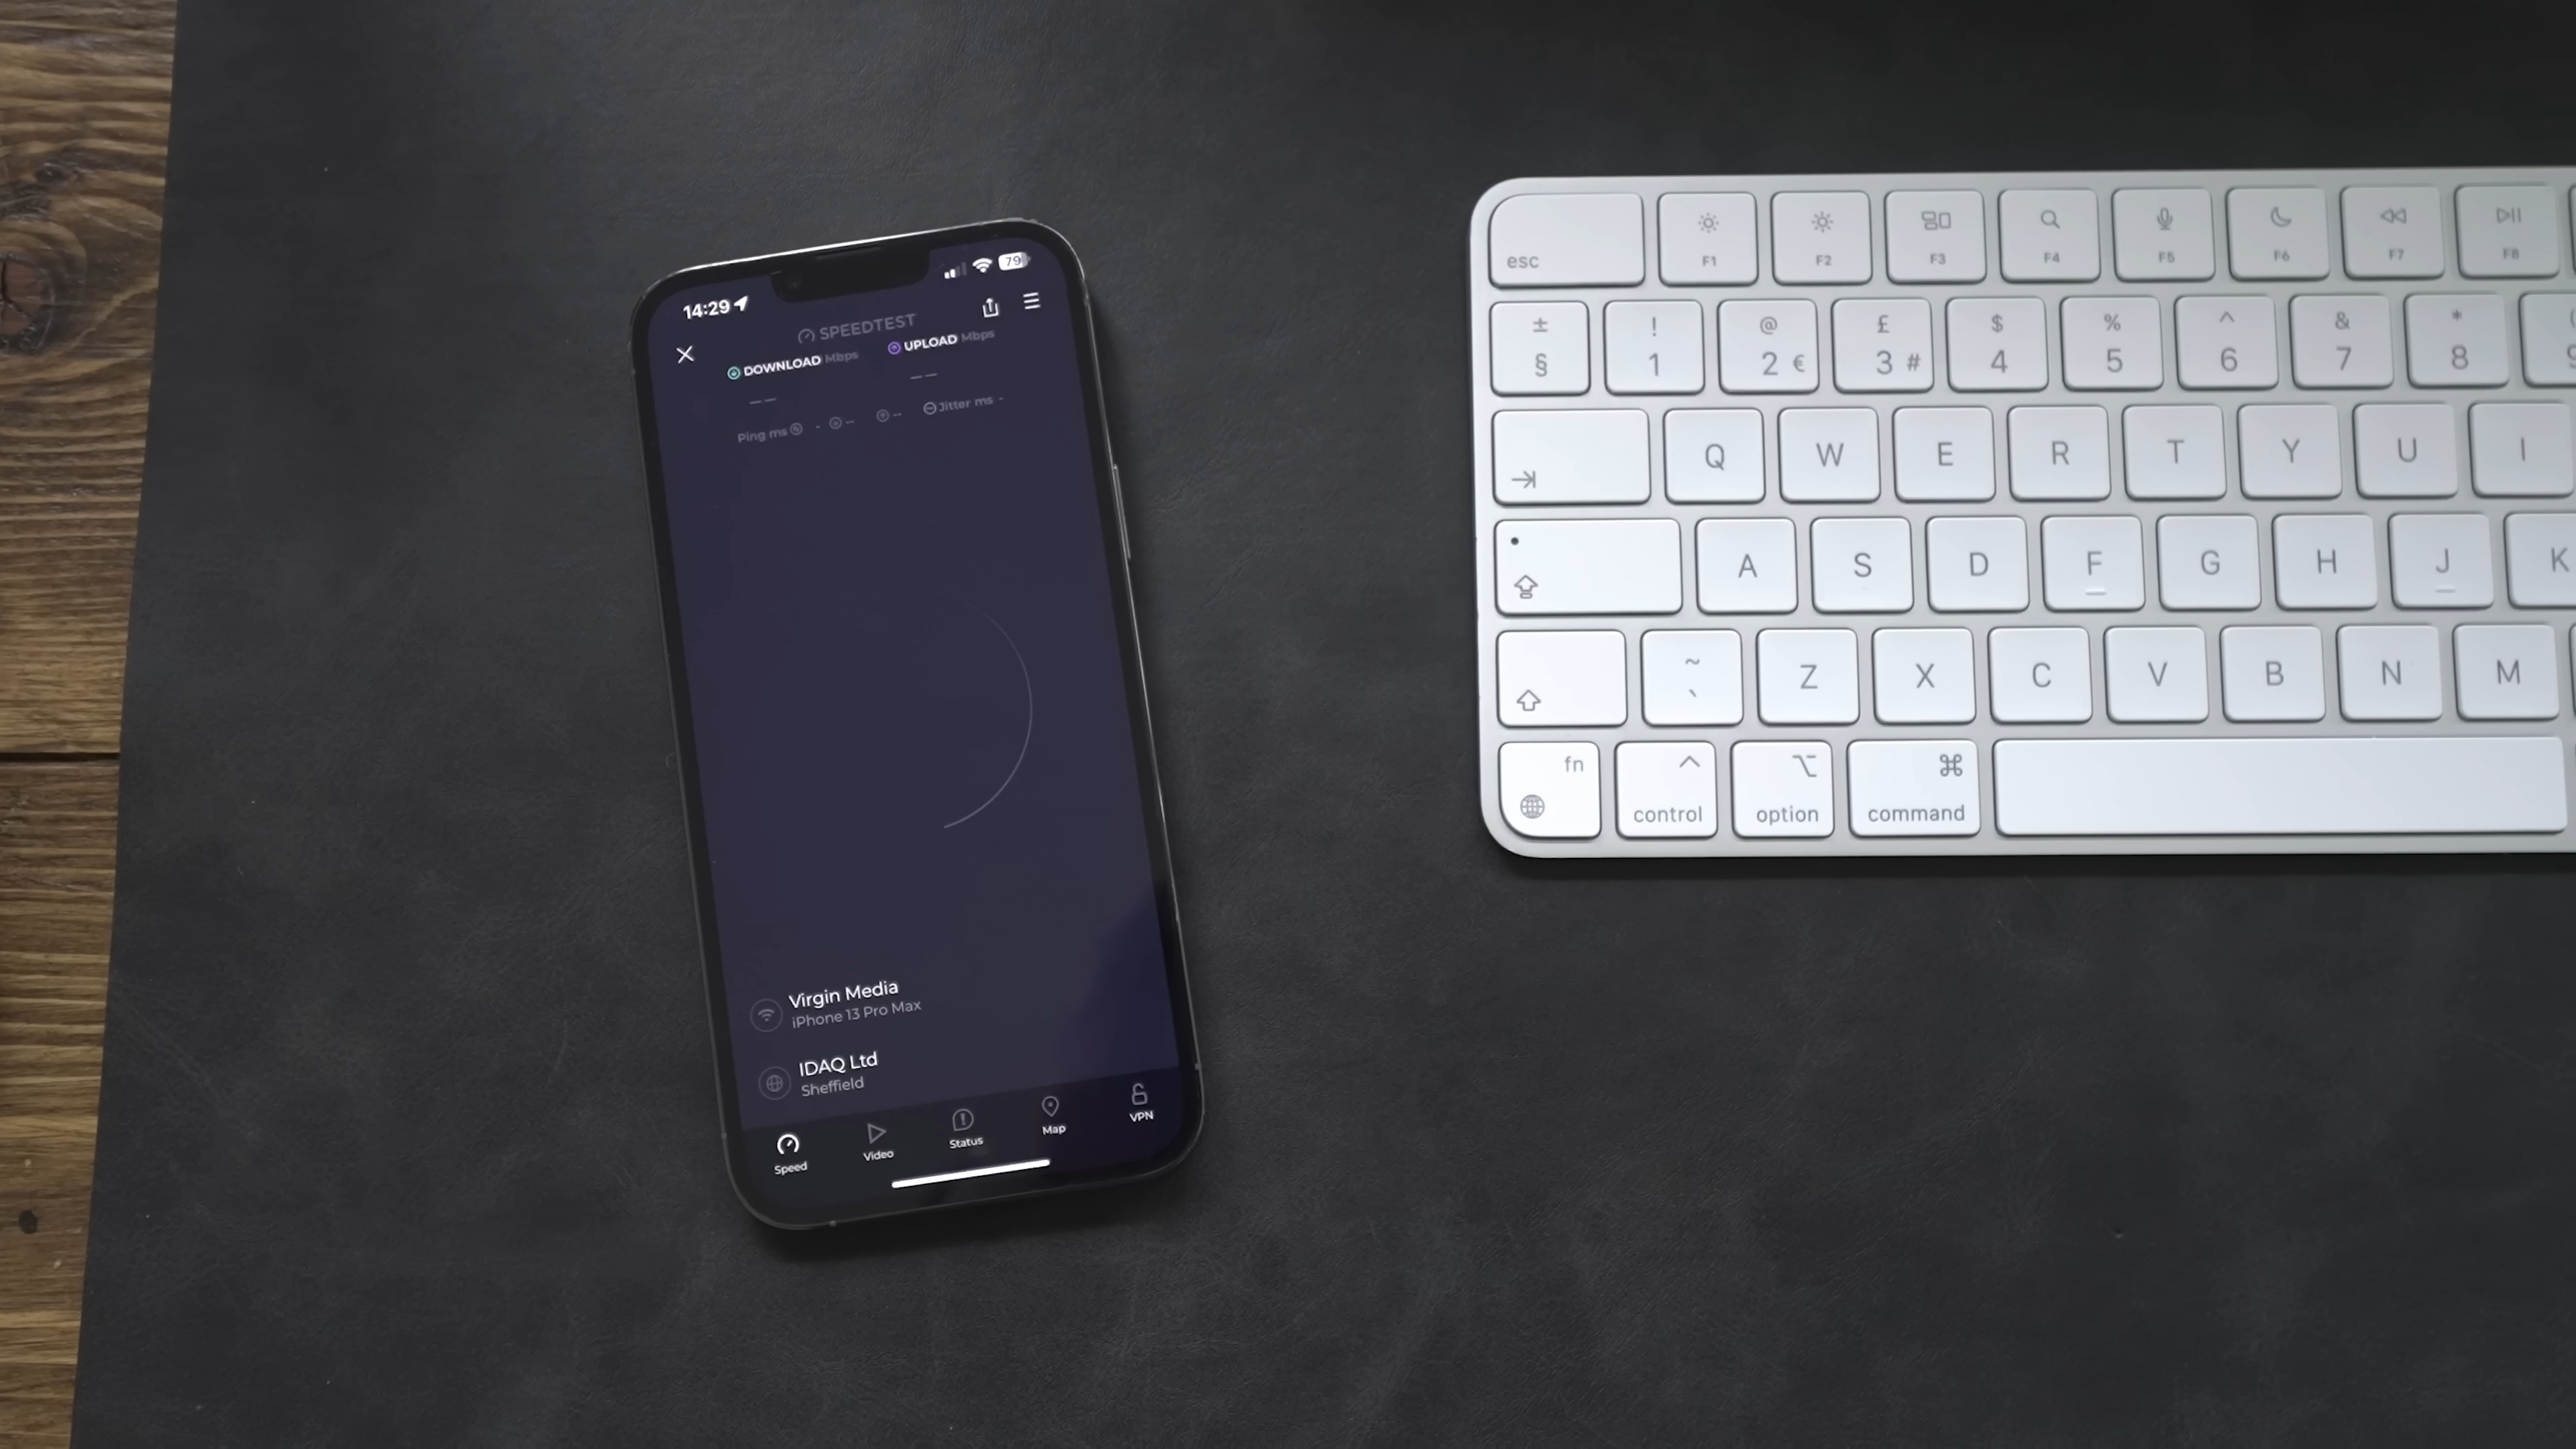 14:29
79
SPEEDTEST
DOWNLOAD Mbps
UPLOAD Mbps
— —
— —
Ping ms - -- -- Jitter ms -
Virgin Media
iPhone 13 Pro Max
IDAQ Ltd
Sheffield
Speed
Video
Status
Map
VPN
esc F1 F2 F3 F4 F5 F6 F7 F8
± ! @ £ $ % ^ & * (
§ 1 2 € 3 # 4 5 6 7 8 9
Q W E R T Y U I
A S D F G H J K
~
` Z X C V B N M
fn
control option command